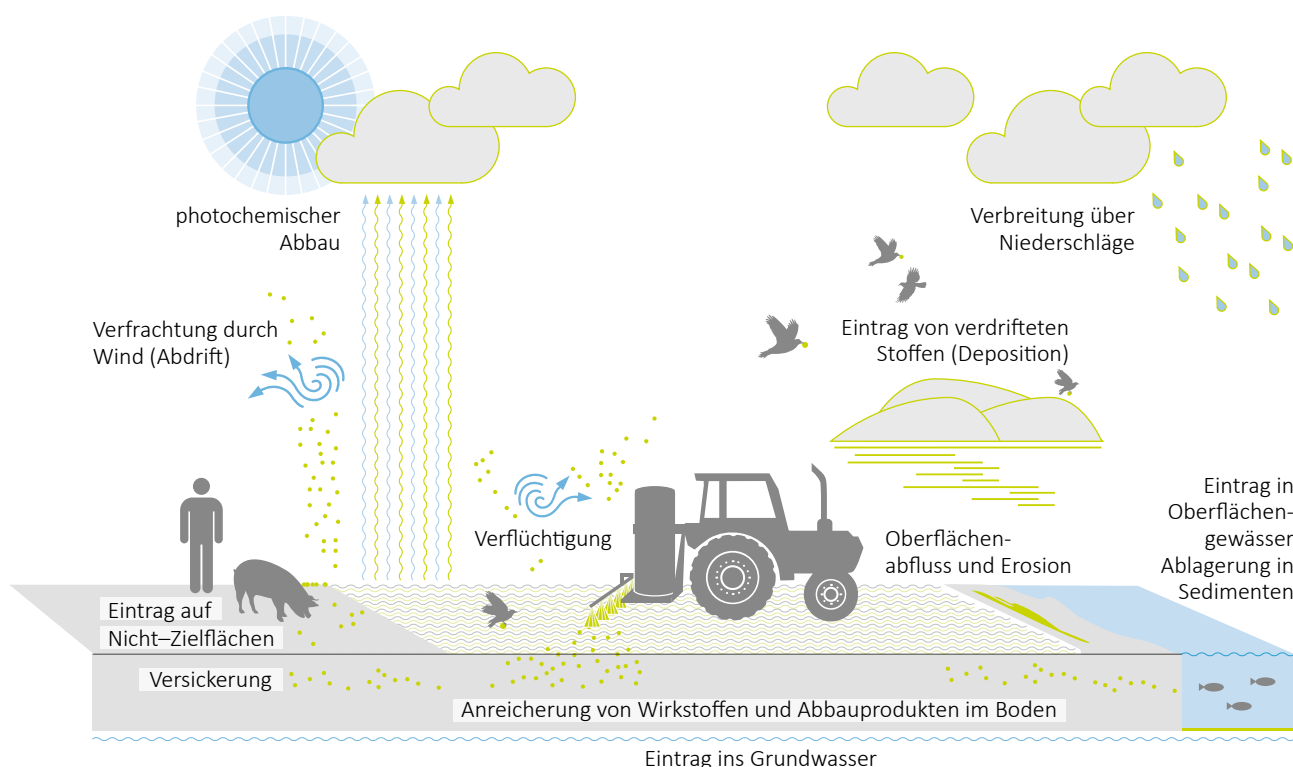 photochemischer
Abbau
Verbreitung über
Niederschläge
Verfrachtung durch
Wind (Abdrift)
Eintrag von verdrifteten
Stoffen (Deposition)
Verflüchtigung
Oberflächen-
abfluss und Erosion
Eintrag in
Oberflächen-
gewässer
Ablagerung in
Sedimenten
Eintrag auf
Nicht–Zielflächen
Versickerung
Anreicherung von Wirkstoffen und Abbauprodukten im Boden
Eintrag ins Grundwasser